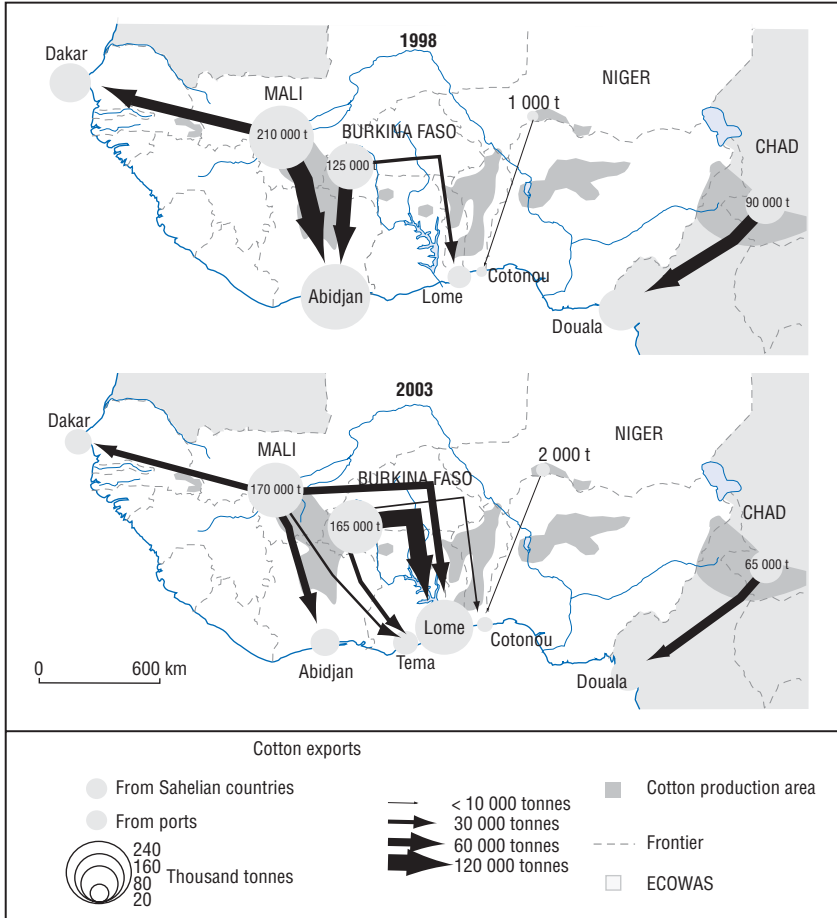 1998
Dakar
NIGER
MALI
1 000 t
BURKINA FASO
210 000 t
CHAD
125 000 t
90 000 t
Cotonou
Abidjan
Lome
Douala
2003
Dakar
NIGER
MALI
2 000 t
BURKINA FASO
170 000 t
CHAD
165 000 t
65 000 t
Lome
Cotonou
Tema
Abidjan
Douala
0 600 km
Cotton exports
From Sahelian countries
From ports
240
160
80
20
Thousand tonnes
< 10 000 tonnes
30 000 tonnes
60 000 tonnes
120 000 tonnes
Cotton production area
Frontier
ECOWAS